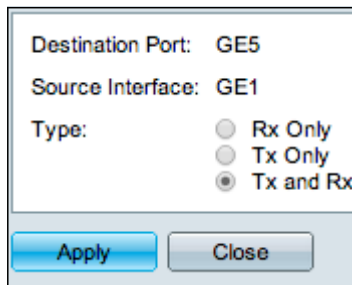 Destination Port: GE5
Source Interface: GE1
Type: Rx Only
Tx Only
Tx and Rx
Apply Close